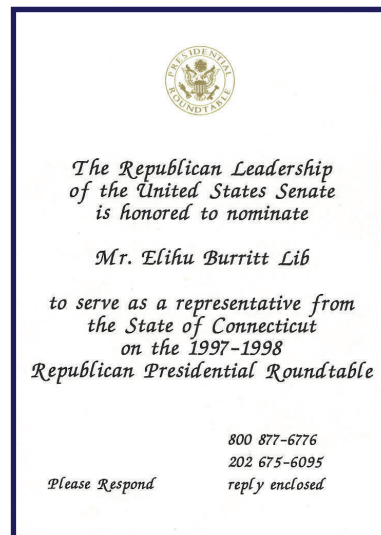 PRESIDENTIAL
ROUNDTABLE
The Republican Leadership
of the United States Senate
is honored to nominate
Mr. Elihu Burritt Lib
to serve as a representative from
the State of Connecticut
on the 1997-1998
Republican Presidential Roundtable
800 877-6776
202 675-6095
Please Respond reply enclosed